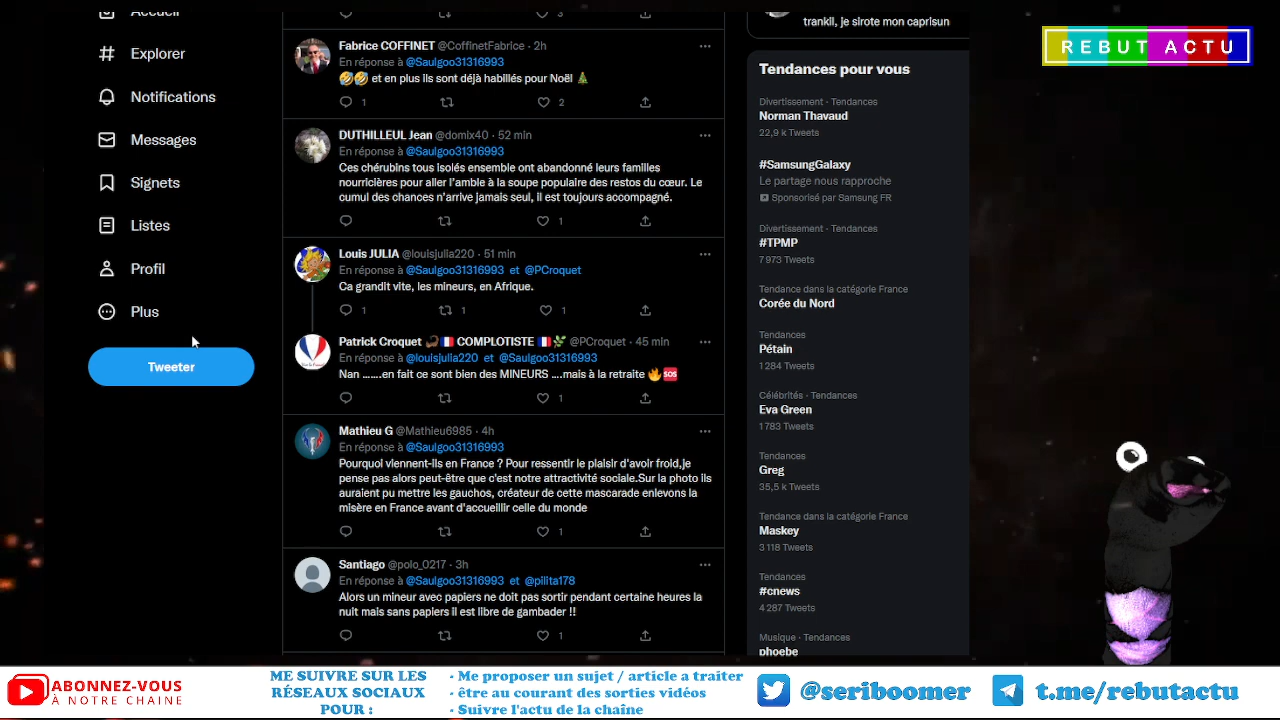 Accueil
Explorer
Notifications
Messages
Signets
Listes
Profil
Plus
Tweeter
3
Fabrice COFFINET @CoffinetFabrice · 2h
En réponse à @Saulgoo31316993
🤣🤣 et en plus ils sont déjà habillés pour Noël 🎄
1 2
DUTHILLEUL Jean @domix40 · 52 min
En réponse à @Saulgoo31316993
Ces chérubins tous isolés ensemble ont abandonné leurs familles
nourricières pour aller l'amble à la soupe populaire des restos du cœur. Le
cumul des chances n'arrive jamais seul, il est toujours accompagné.
1
Louis JULIA @louisjulia220 · 51 min
En réponse à @Saulgoo31316993 et @PCroquet
Ca grandit vite, les mineurs, en Afrique.
1 1 1
Patrick Croquet 🇫🇷 COMPLOTISTE 🇫🇷🌿 @PCroquet · 45 min
En réponse à @louisjulia220 et @Saulgoo31316993
Nan .......en fait ce sont bien des MINEURS ....mais à la retraite 🔥🆘
1
Mathieu G @Mathieu6985 · 4h
En réponse à @Saulgoo31316993
Pourquoi viennent-ils en France ? Pour ressentir le plaisir d'avoir froid,je
pense pas alors peut-être que c'est notre attractivité sociale.Sur la photo ils
auraient pu mettre les gauchos, créateur de cette mascarade enlevons la
misère en France avant d'accueillir celle du monde
1
Santiago @polo_0217 · 3h
En réponse à @Saulgoo31316993 et @pilita178
Alors un mineur avec papiers ne doit pas sortir pendant certaine heures la
nuit mais sans papiers il est libre de gambader !!
1
trankil, je sirote mon caprisun
Tendances pour vous
Divertissement · Tendances
Norman Thavaud
22,9 k Tweets
#SamsungGalaxy
Le partage nous rapproche
Sponsorisé par Samsung FR
Divertissement · Tendances
#TPMP
7 973 Tweets
Tendance dans la catégorie France
Corée du Nord
Tendances
Pétain
1 284 Tweets
Célébrités · Tendances
Eva Green
1 783 Tweets
Tendances
Greg
35,5 k Tweets
Tendance dans la catégorie France
Maskey
3 118 Tweets
Tendances
#cnews
4 287 Tweets
Musique · Tendances
phoebe
REBUT ACTU
ABONNEZ-VOUS
À NOTRE CHAINE
ME SUIVRE SUR LES
RÉSEAUX SOCIAUX
POUR :
- Me proposer un sujet / article a traiter
- être au courant des sorties vidéos
- Suivre l'actu de la chaîne
@seriboomer
t.me/rebutactu